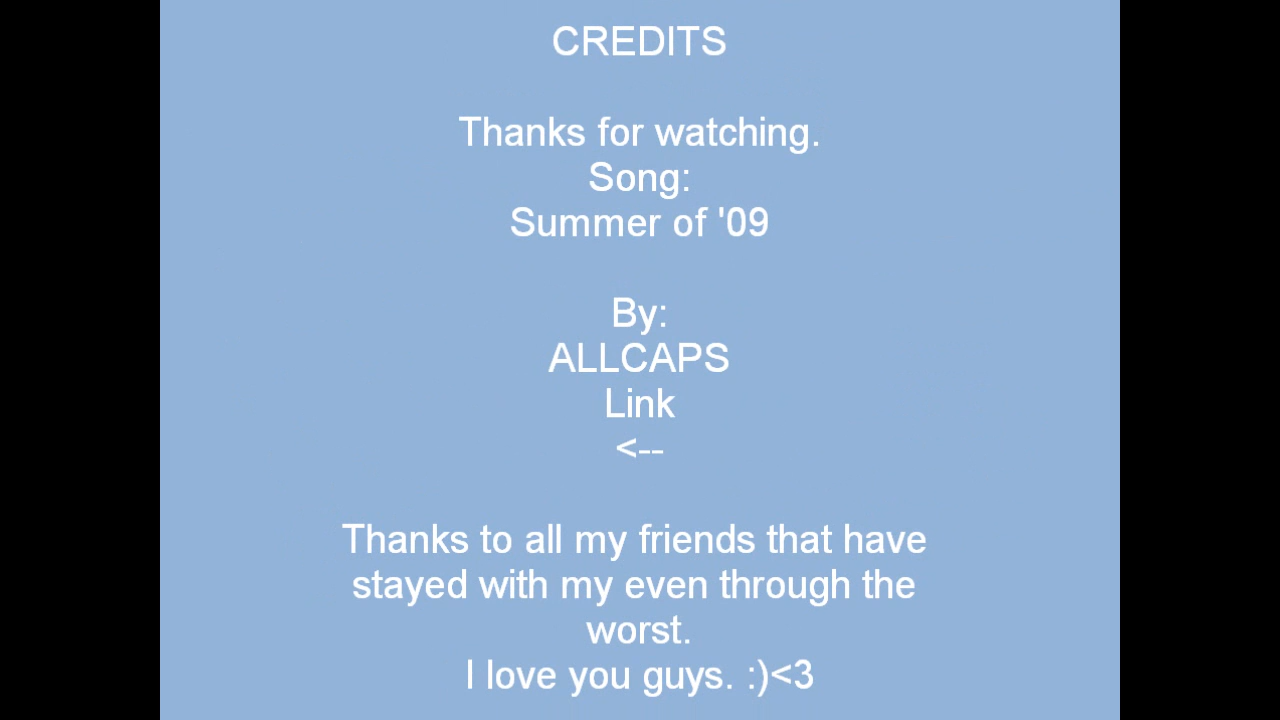 CREDITS
Thanks for watching.
Song:
Summer of '09
By:
ALLCAPS
Link
<--
Thanks to all my friends that have
stayed with my even through the
worst.
I love you guys. :)<3